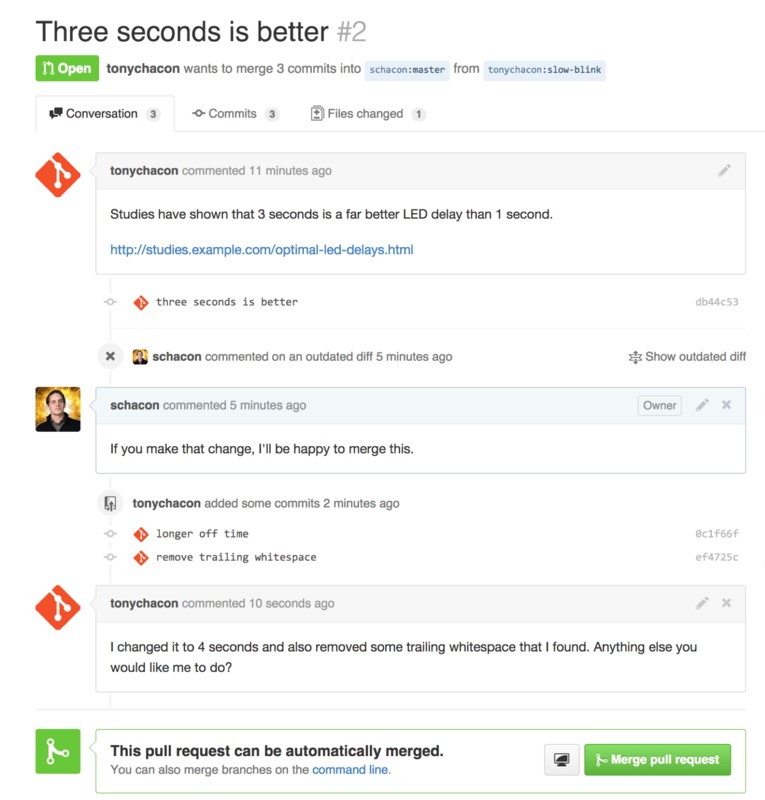 Three seconds is better #2
Open tonychacon wants to merge 3 commits into schacon:master from tonychacon:slow-blink
Conversation 3 Commits 3 Files changed 1
tonychacon commented 11 minutes ago
Studies have shown that 3 seconds is a far better LED delay than 1 second.
http://studies.example.com/optimal-led-delays.html
three seconds is better db44c53
schacon commented on an outdated diff 5 minutes ago Show outdated diff
schacon commented 5 minutes ago Owner
If you make that change, I'll be happy to merge this.
tonychacon added some commits 2 minutes ago
longer off time 0c1f66f
remove trailing whitespace ef4725c
tonychacon commented 10 seconds ago
I changed it to 4 seconds and also removed some trailing whitespace that I found. Anything else you
would like me to do?
This pull request can be automatically merged.
You can also merge branches on the command line.
Merge pull request